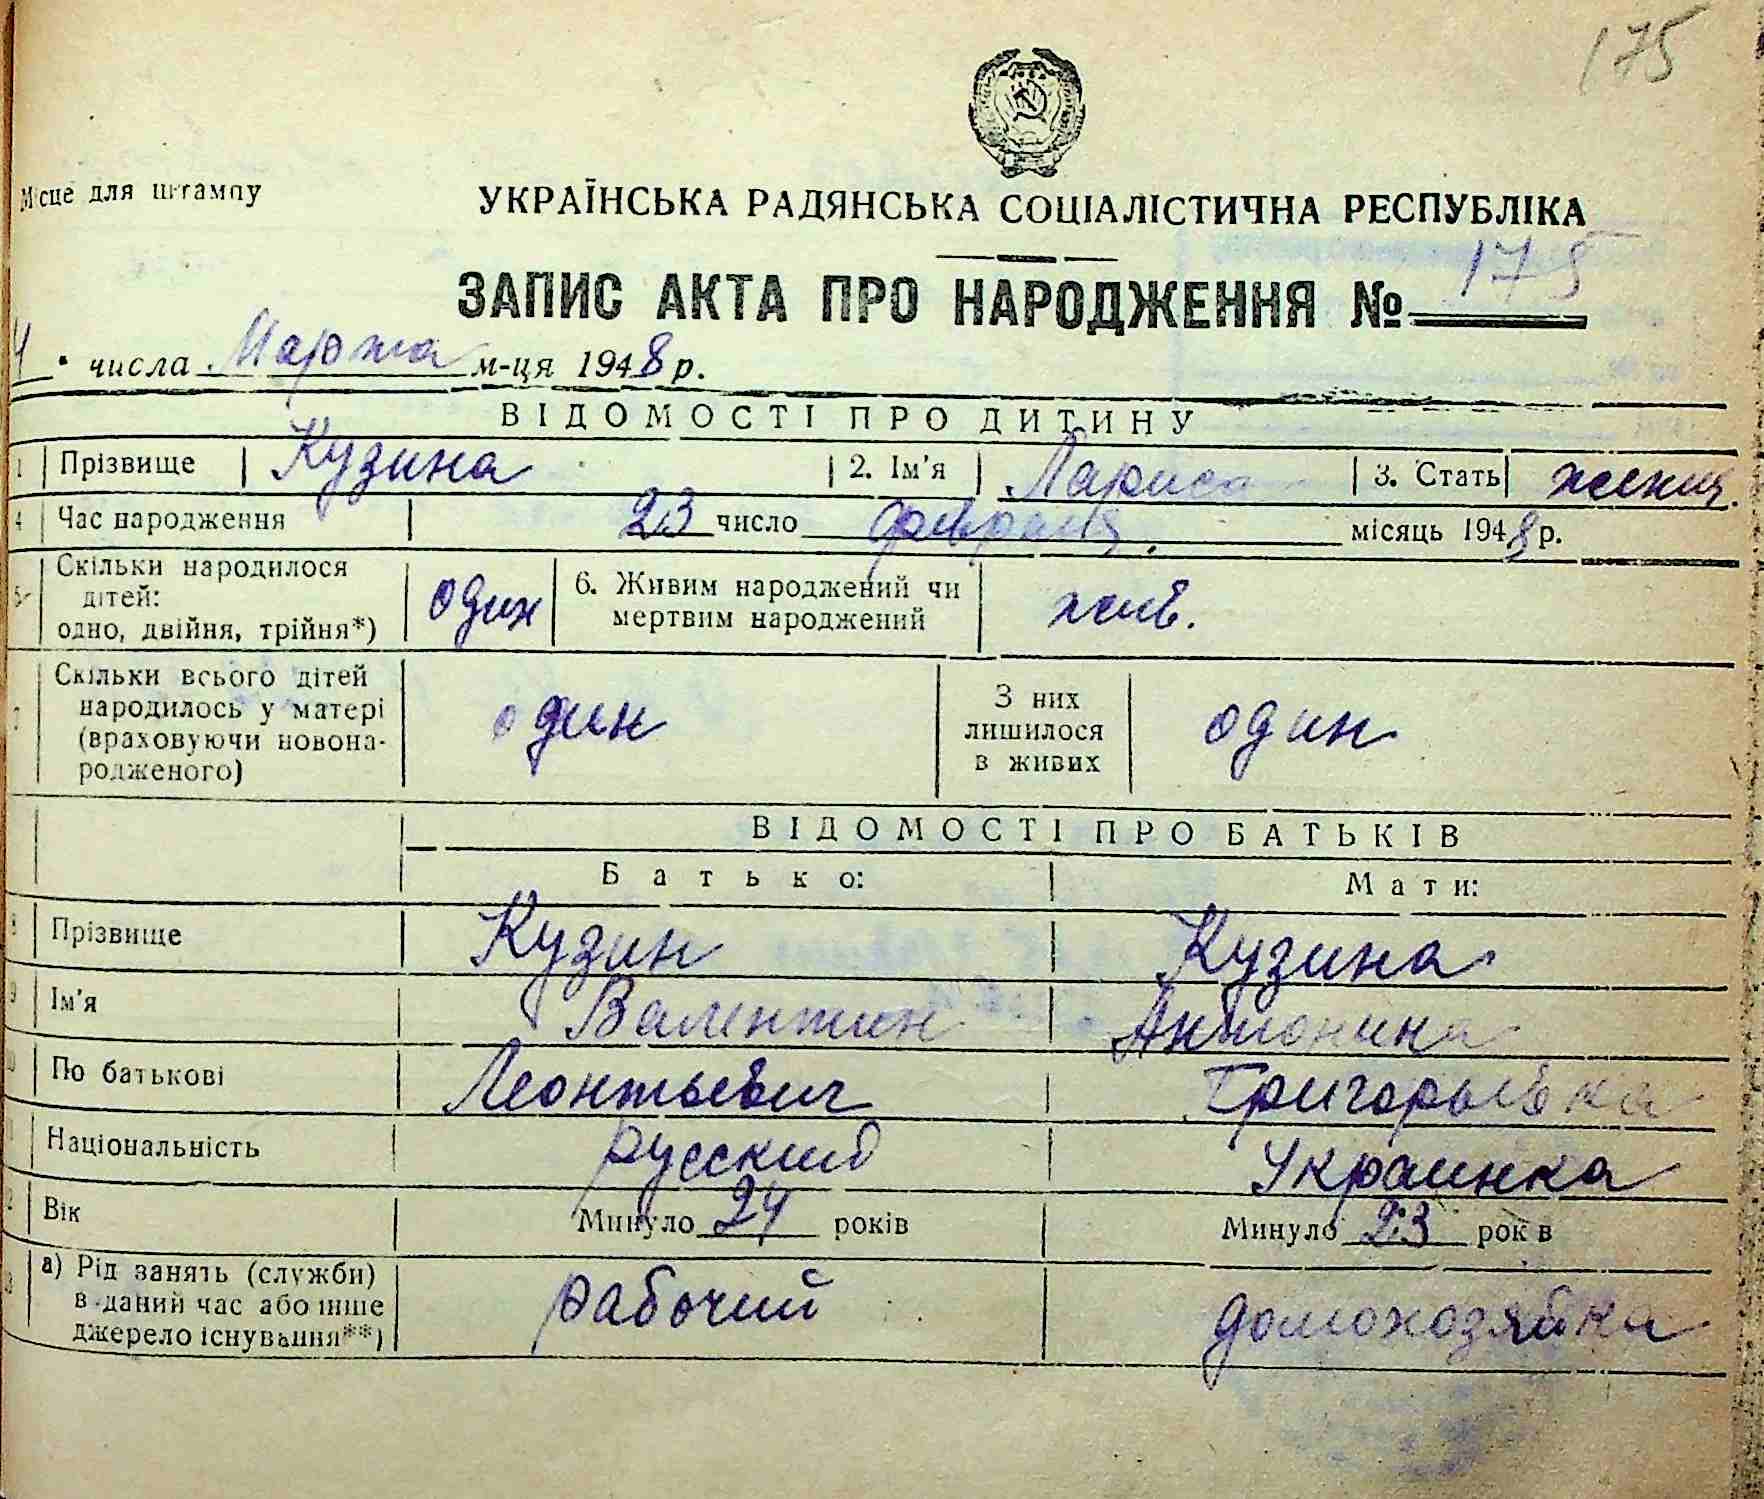 175
Місце для штампу
УКРАЇНСЬКА РАДЯНСЬКА СОЦІАЛІСТИЧНА РЕСПУБЛІКА
ЗАПИС АКТА ПРО НАРОДЖЕННЯ № 175
4 числа Марта м-ця 1948 р.
ВІДОМОСТІ ПРО ДИТИНУ
1 Прізвище Кузина 2. Ім'я Лариса 3. Стать женск.
4 Час народження 23 число февраля місяць 1948 р.
5 Скільки народилося
дітей:
одно, двійня, трійня*) один 6. Живим народжений чи
мертвим народжений жив.
7 Скільки всього дітей
народилось у матері
(враховуючи новона-
родженого) один З них
лишилося
в живих один
ВІДОМОСТІ ПРО БАТЬКІВ
Батько: Мати:
8 Прізвище Кузин Кузина
9 Ім'я Валентин Антонина
10 По батькові Леонтьевич Григорьевна
11 Національність русский Украинка
12 Вік Минуло 24 років Минуло 23 років
13 а) Рід занять (служби)
в даний час або інше
джерело існування**) рабочий домохозяйка